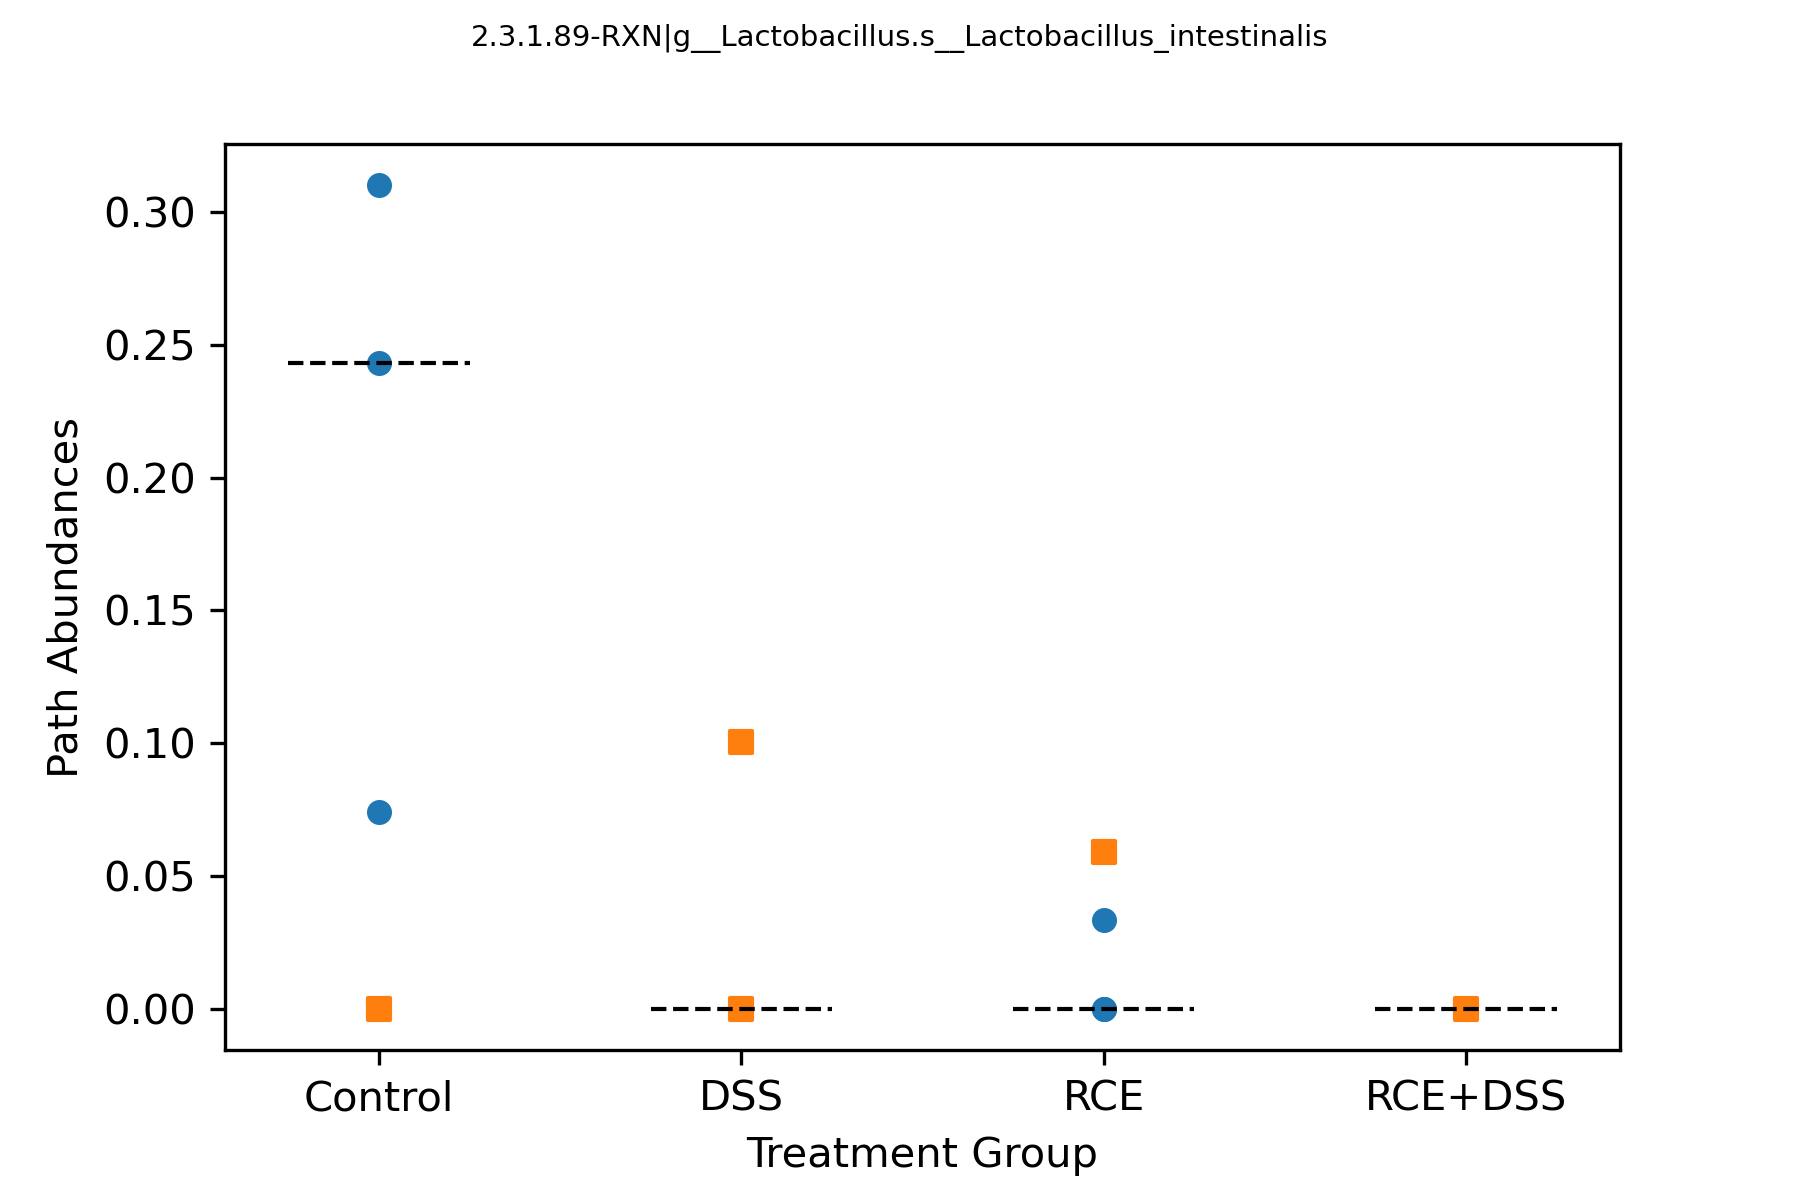 2.3.1.89-RXN|g__Lactobacillus.s__Lactobacillus_intestinalis
0.30
0.25
0.20
0.15
0.10
0.05
0.00
Path Abundances
Control
DSS
RCE
RCE+DSS
Treatment Group